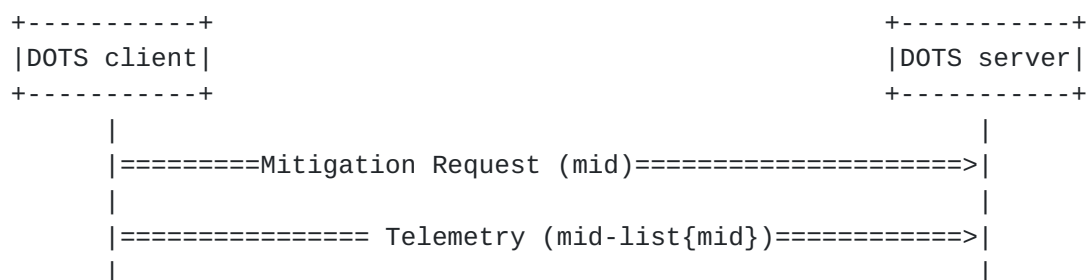 +-----------+                                      +-----------+
|DOTS client|                                      |DOTS server|
+-----------+                                      +-----------+
      |                                                  |
      |=========Mitigation Request (mid)=====================>|
      |                                                  |
      |================ Telemetry (mid-list{mid})============>|
      |                                                  |